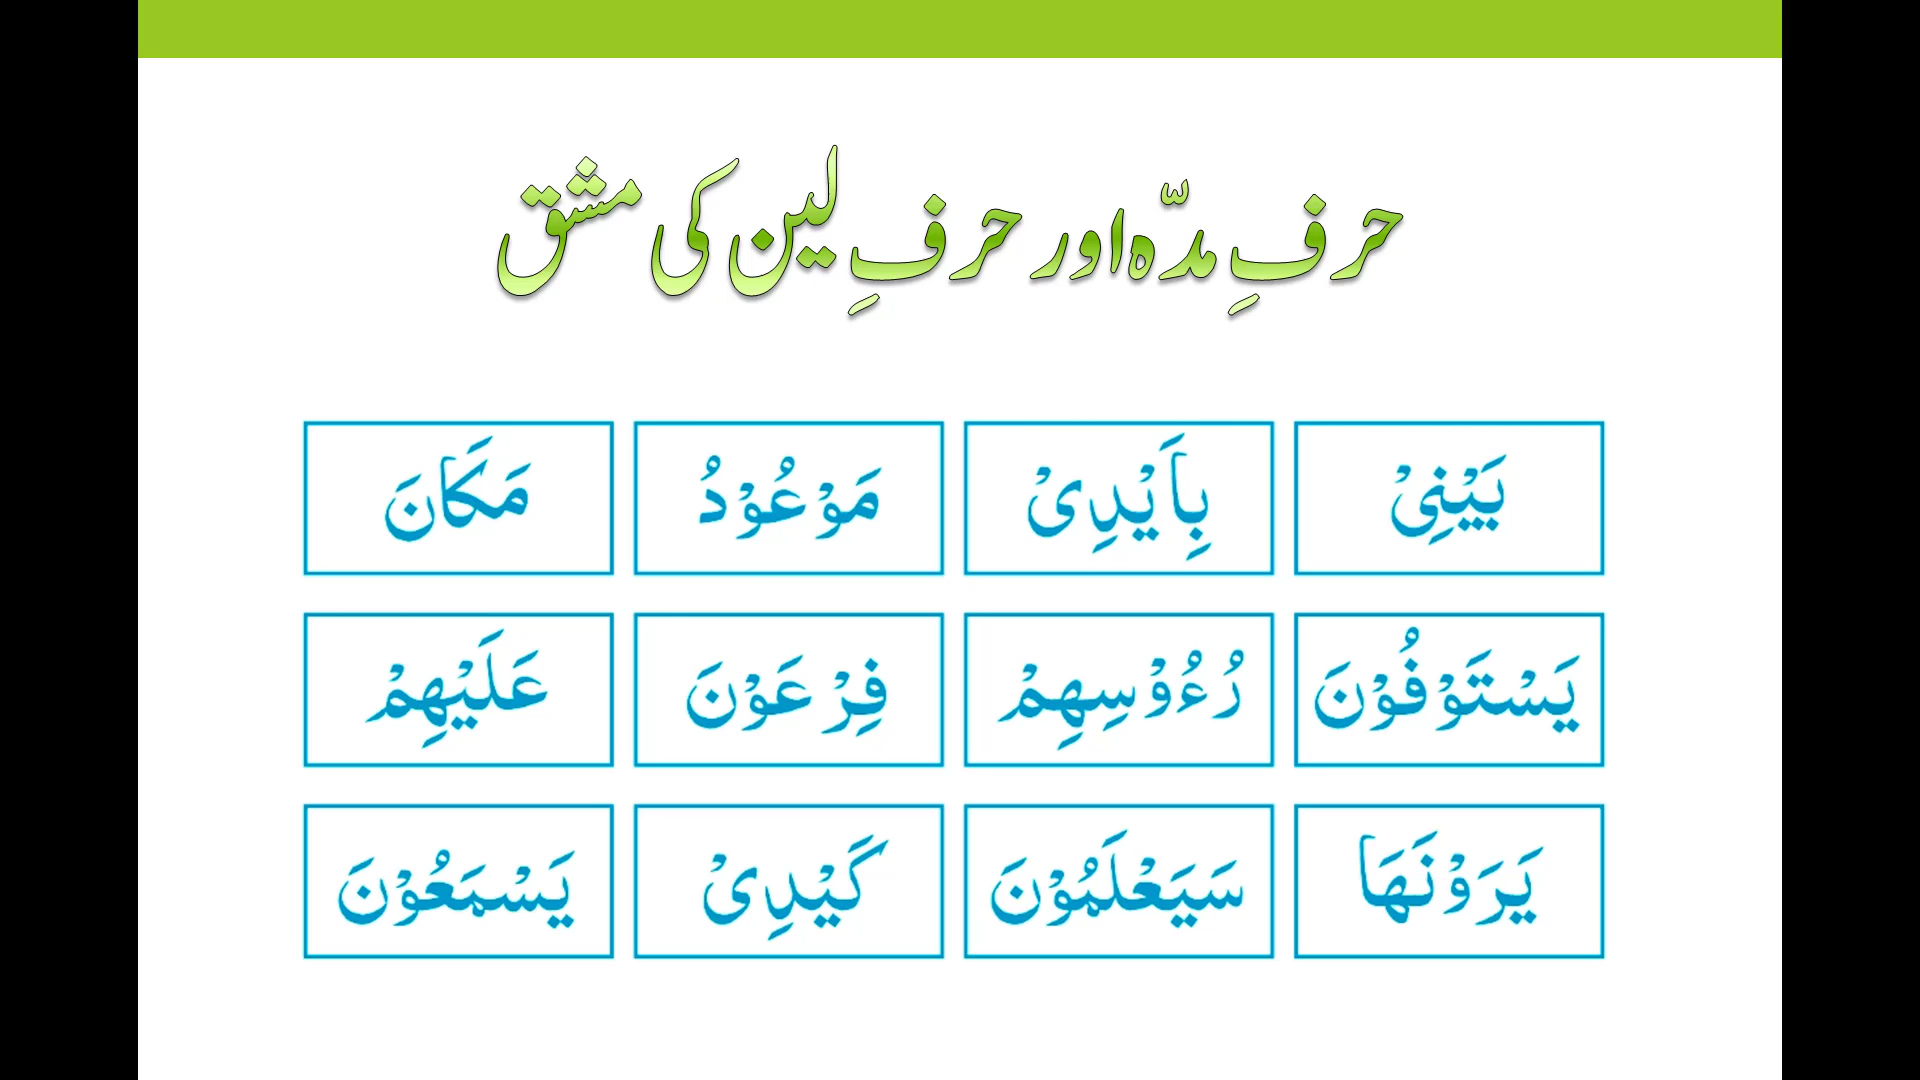 حرفِ مدّہ اور حرفِ لین کی مشق
بَيْنِيْ بِاَيْدِيْ مَوْعُوْدُ مَكَانَ
يَسْتَوْفُوْنَ رُءُوْسِهِمْ فِرْعَوْنَ عَلَيْهِمْ
يَرَوْنَهَا سَيَعْلَمُوْنَ كَيْدِيْ يَسْمَعُوْنَ